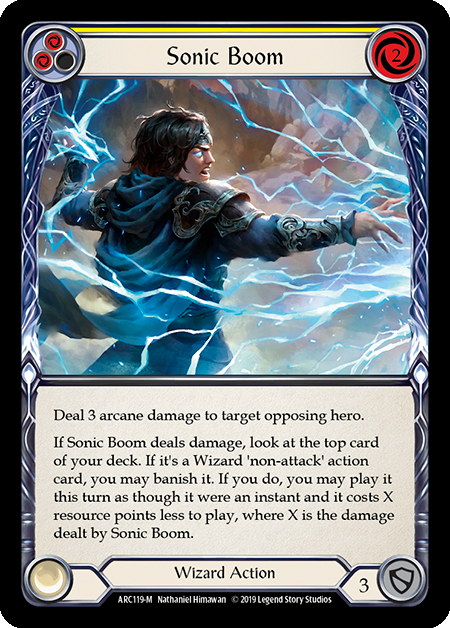 Sonic Boom
2
Deal 3 arcane damage to target opposing hero.
If Sonic Boom deals damage, look at the top card
of your deck. If it's a Wizard 'non-attack' action
card, you may banish it. If you do, you may play it
this turn as though it were an instant and it costs X
resource points less to play, where X is the damage
dealt by Sonic Boom.
Wizard Action
3
ARC119-M Nathaniel Himawan © 2019 Legend Story Studios